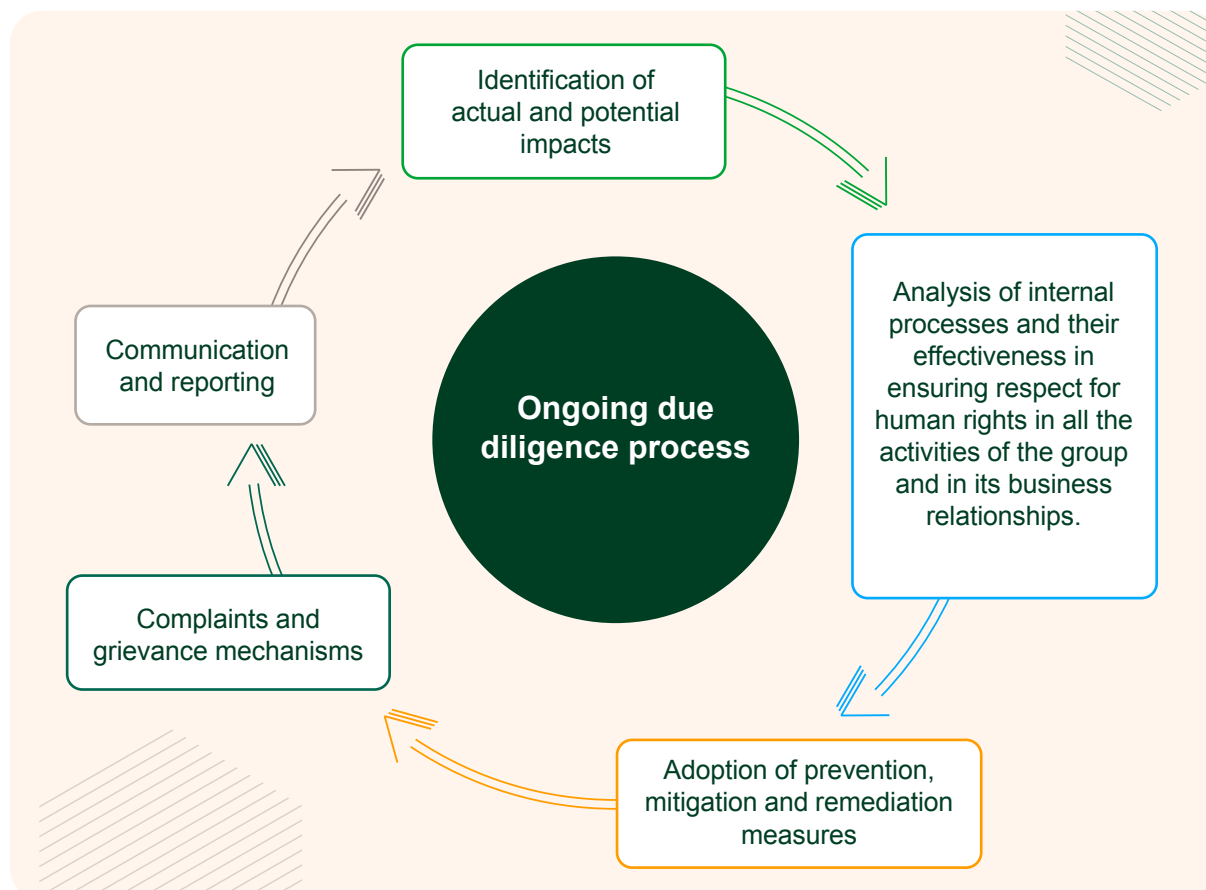 Identification of
actual and potential
impacts
Analysis of internal
processes and their
effectiveness in
ensuring respect for
human rights in all the
activities of the group
and in its business
relationships.
Adoption of prevention,
mitigation and remediation
measures
Complaints and
grievance mechanisms
Communication
and reporting
Ongoing due
diligence process